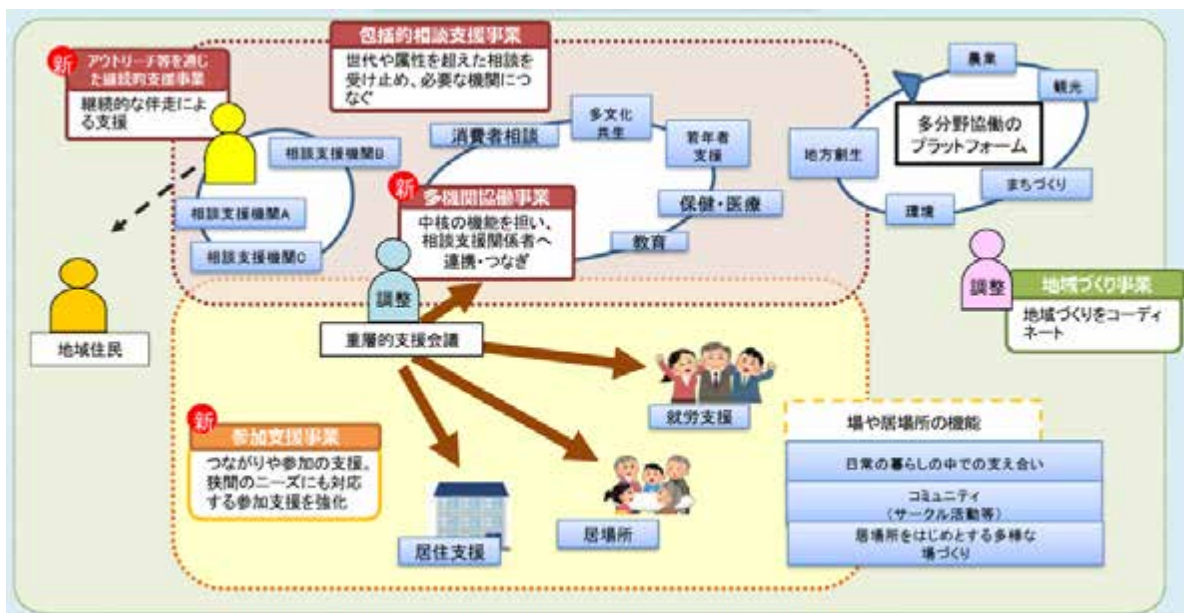 新
アウトリーチ等を通じ
た継続的支援事業
継続的な伴走によ
る支援
包括的相談支援事業
世代や属性を超えた相談を
受け止め、必要な機関につ
なぐ
相談支援機関B
相談支援機関A
相談支援機関C
消費者相談
多文化
共生
若年者
支援
保健・医療
教育
新
多機関協働事業
中核の機能を担い、
相談支援関係者へ
連携・つなぎ
農業
観光
まちづくり
環境
地方創生
多分野協働の
プラットフォーム
地域住民
調整
重層的支援会議
調整
地域づくり事業
地域づくりをコーディ
ネート
新
参加支援事業
つながりや参加の支援。
狭間のニーズにも対応
する参加支援を強化
就労支援
居場所
居住支援
場や居場所の機能
日常の暮らしの中での支え合い
コミュニティ
(サークル活動等)
居場所をはじめとする多様な
場づくり